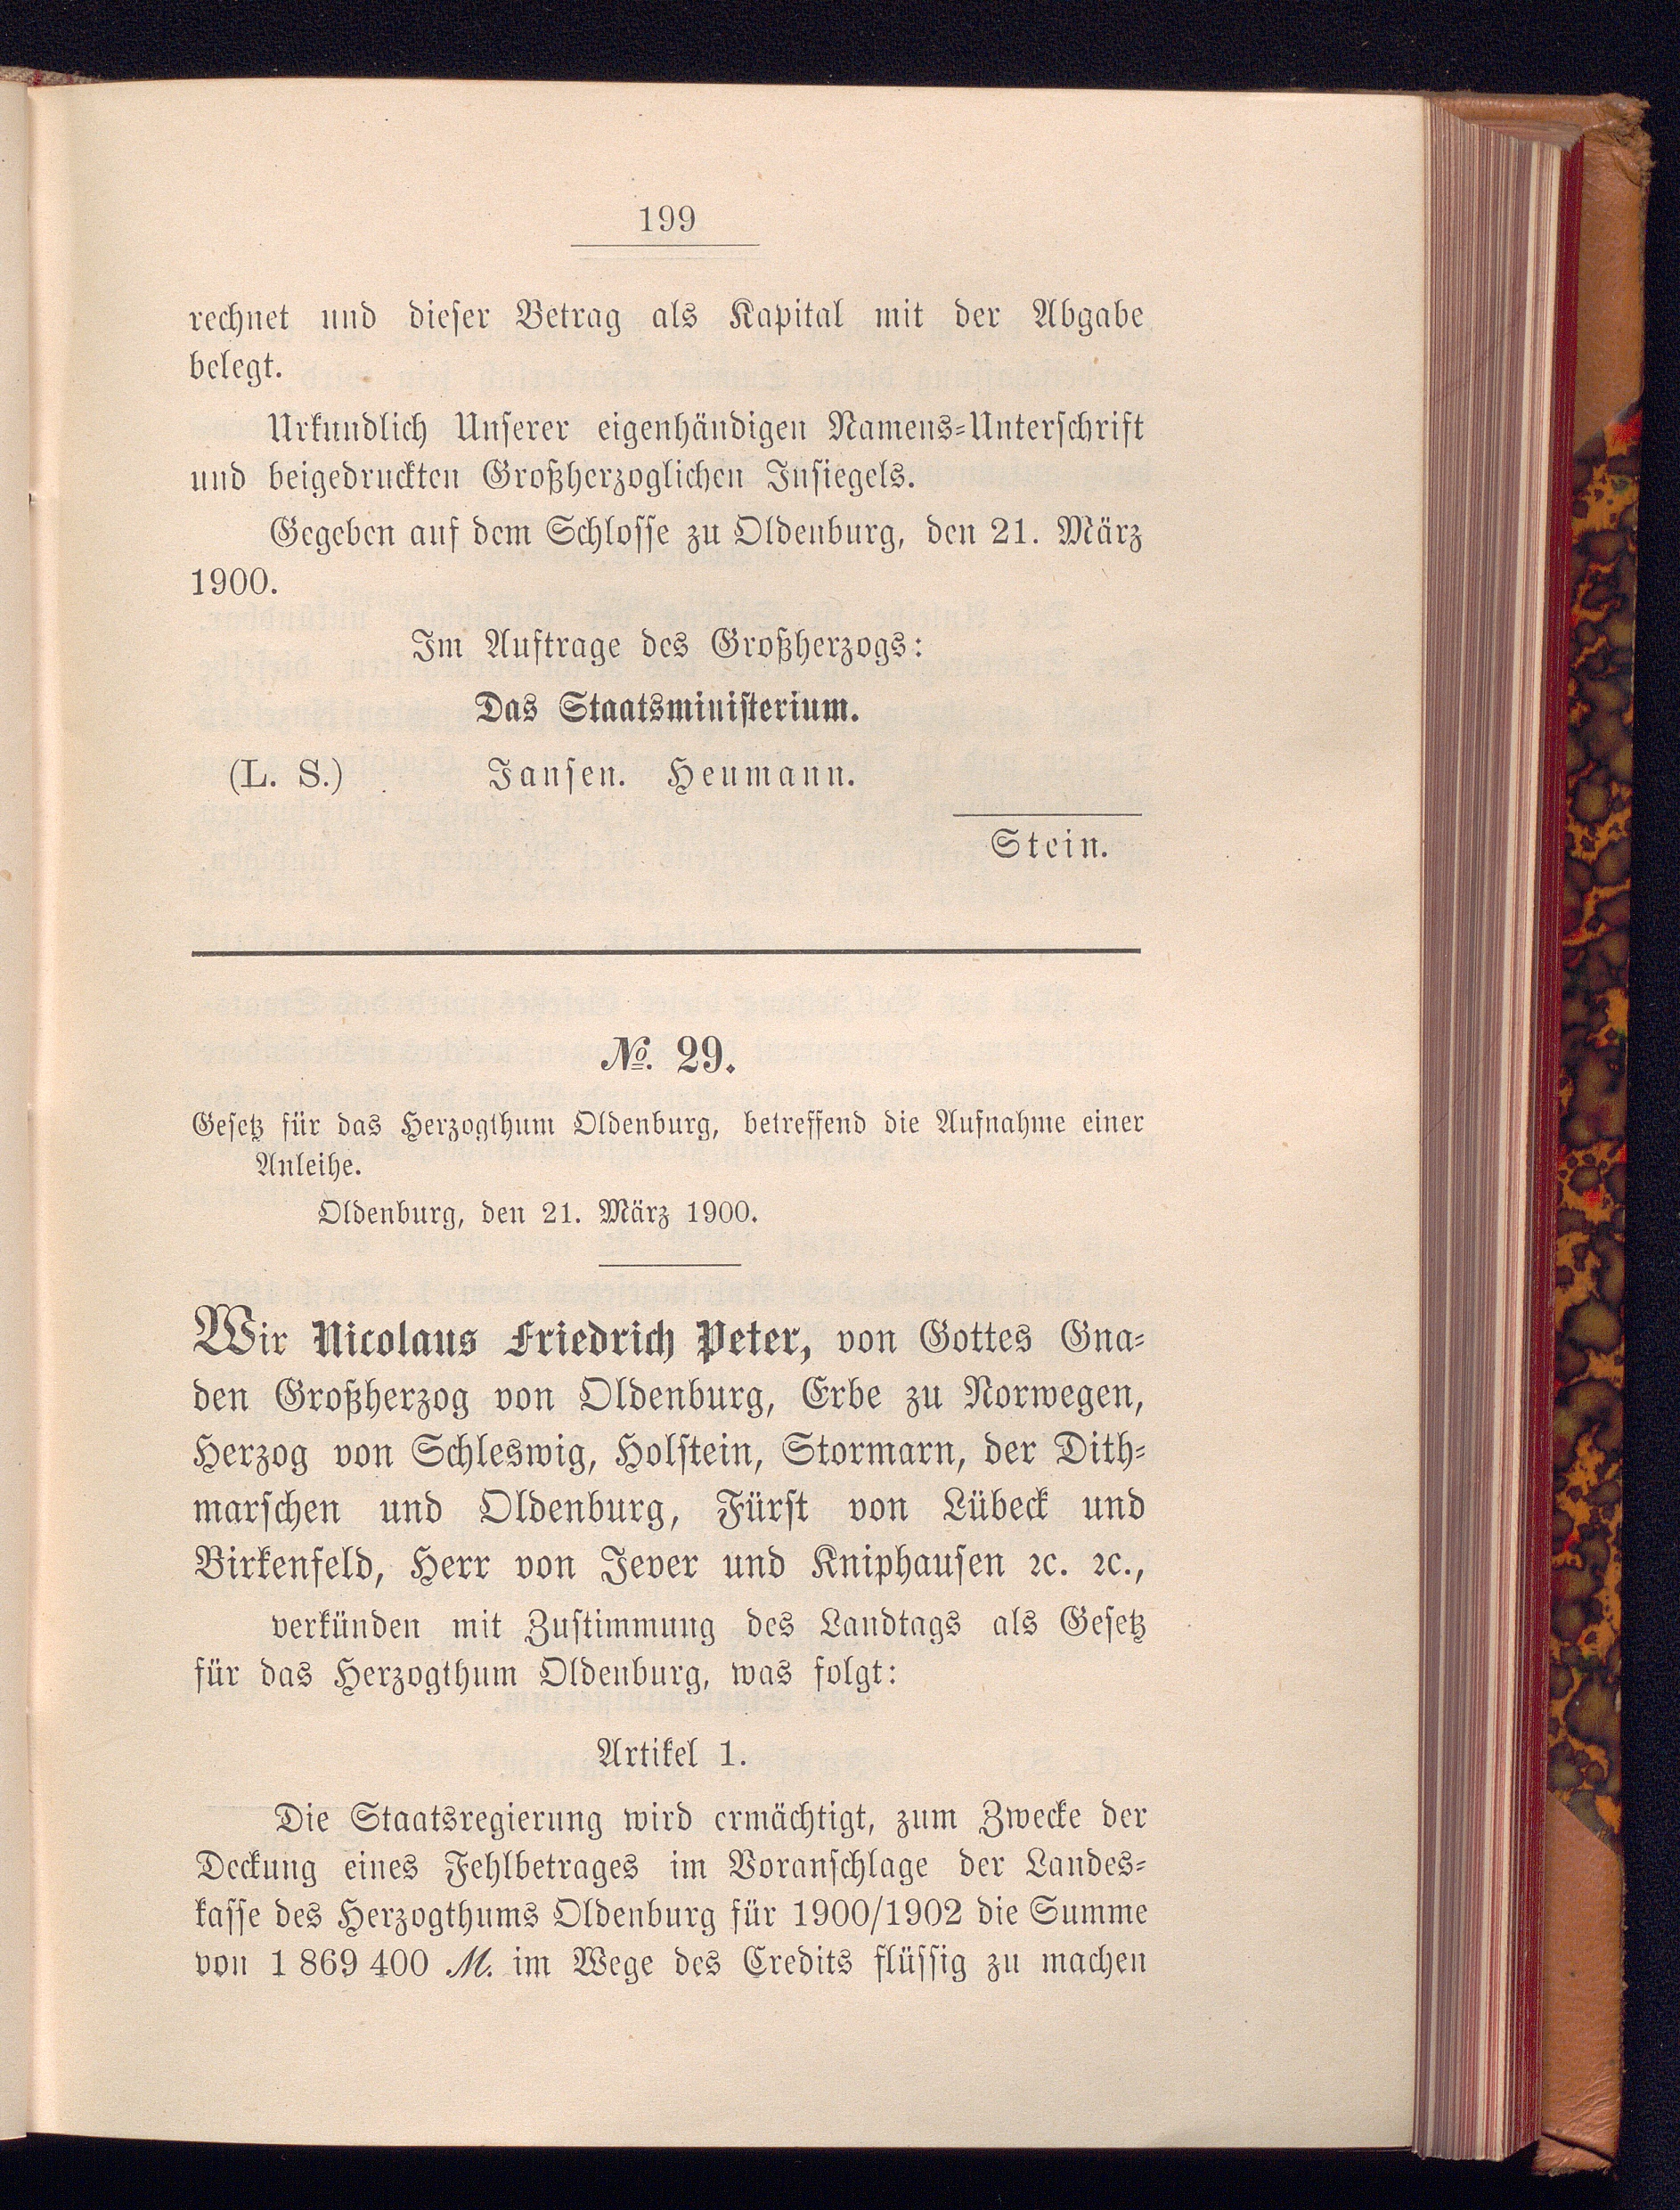 199
rechnet und dieser Betrag als Kapital mit der Abgabe
belegt.
Urkundlich Unserer eigenhändigen Namens-Unterschrift
und beigedruckten Großherzoglichen Insiegels.
Gegeben auf dem Schlosse zu Oldenburg, den 21. März
1900.
Im Auftrage des Großherzogs:
Das Staatsministerium.
(L. S.) Jansen. Heumann.
Stein.
№. 29.
Gesetz für das Herzogthum Oldenburg, betreffend die Aufnahme einer
Anleihe.
Oldenburg, den 21. März 1900.
Wir Nicolaus Friedrich Peter, von Gottes Gna-
den Großherzog von Oldenburg, Erbe zu Norwegen,
Herzog von Schleswig, Holstein, Stormarn, der Dith-
marschen und Oldenburg, Fürst von Lübeck und
Birkenfeld, Herr von Jever und Kniphausen ꝛc. ꝛc.,
verkünden mit Zustimmung des Landtags als Gesetz
für das Herzogthum Oldenburg, was folgt:
Artikel 1.
Die Staatsregierung wird ermächtigt, zum Zwecke der
Deckung eines Fehlbetrages im Voranschlage der Landes-
kasse des Herzogthums Oldenburg für 1900/1902 die Summe
von 1 869 400 M. im Wege des Credits flüssig zu machen